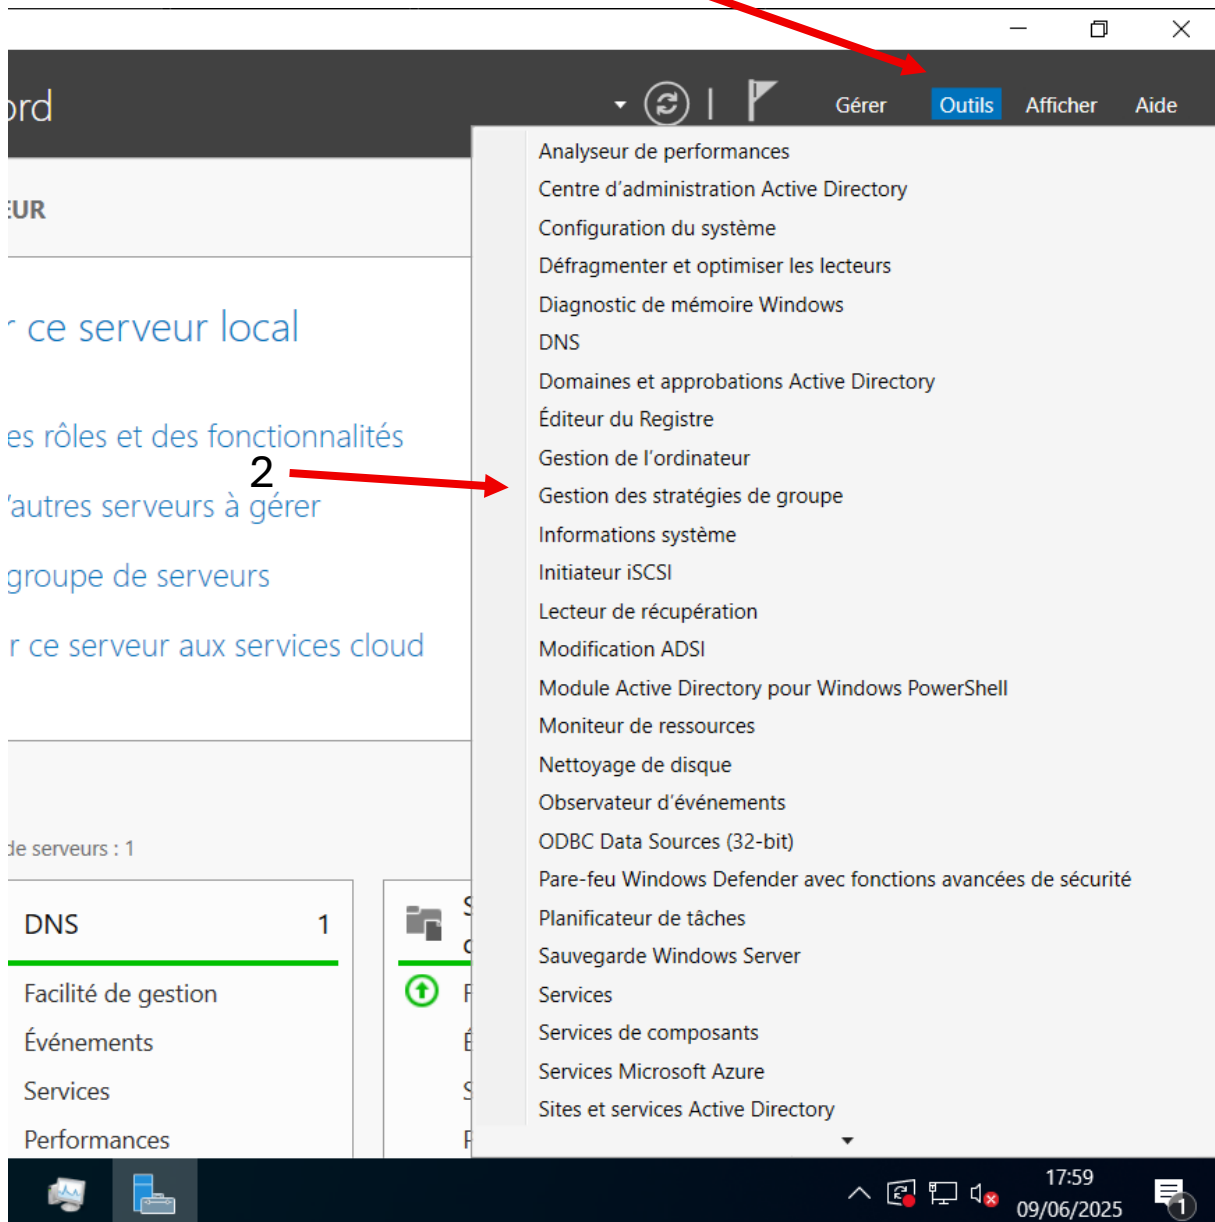 Gérer Outils Afficher Aide
Analyseur de performances
Centre d'administration Active Directory
Configuration du système
Défragmenter et optimiser les lecteurs
Diagnostic de mémoire Windows
DNS
Domaines et approbations Active Directory
Éditeur du Registre
Gestion de l'ordinateur
Gestion des stratégies de groupe
Informations système
Initiateur iSCSI
Lecteur de récupération
Modification ADSI
Module Active Directory pour Windows PowerShell
Moniteur de ressources
Nettoyage de disque
Observateur d'événements
ODBC Data Sources (32-bit)
Pare-feu Windows Defender avec fonctions avancées de sécurité
Planificateur de tâches
Sauvegarde Windows Server
Services
Services de composants
Services Microsoft Azure
Sites et services Active Directory
ord
EUR
r ce serveur local
es rôles et des fonctionnalités
2
'autres serveurs à gérer
groupe de serveurs
r ce serveur aux services cloud
de serveurs : 1
DNS 1
Facilité de gestion
Événements
Services
Performances
17:59
09/06/2025
1